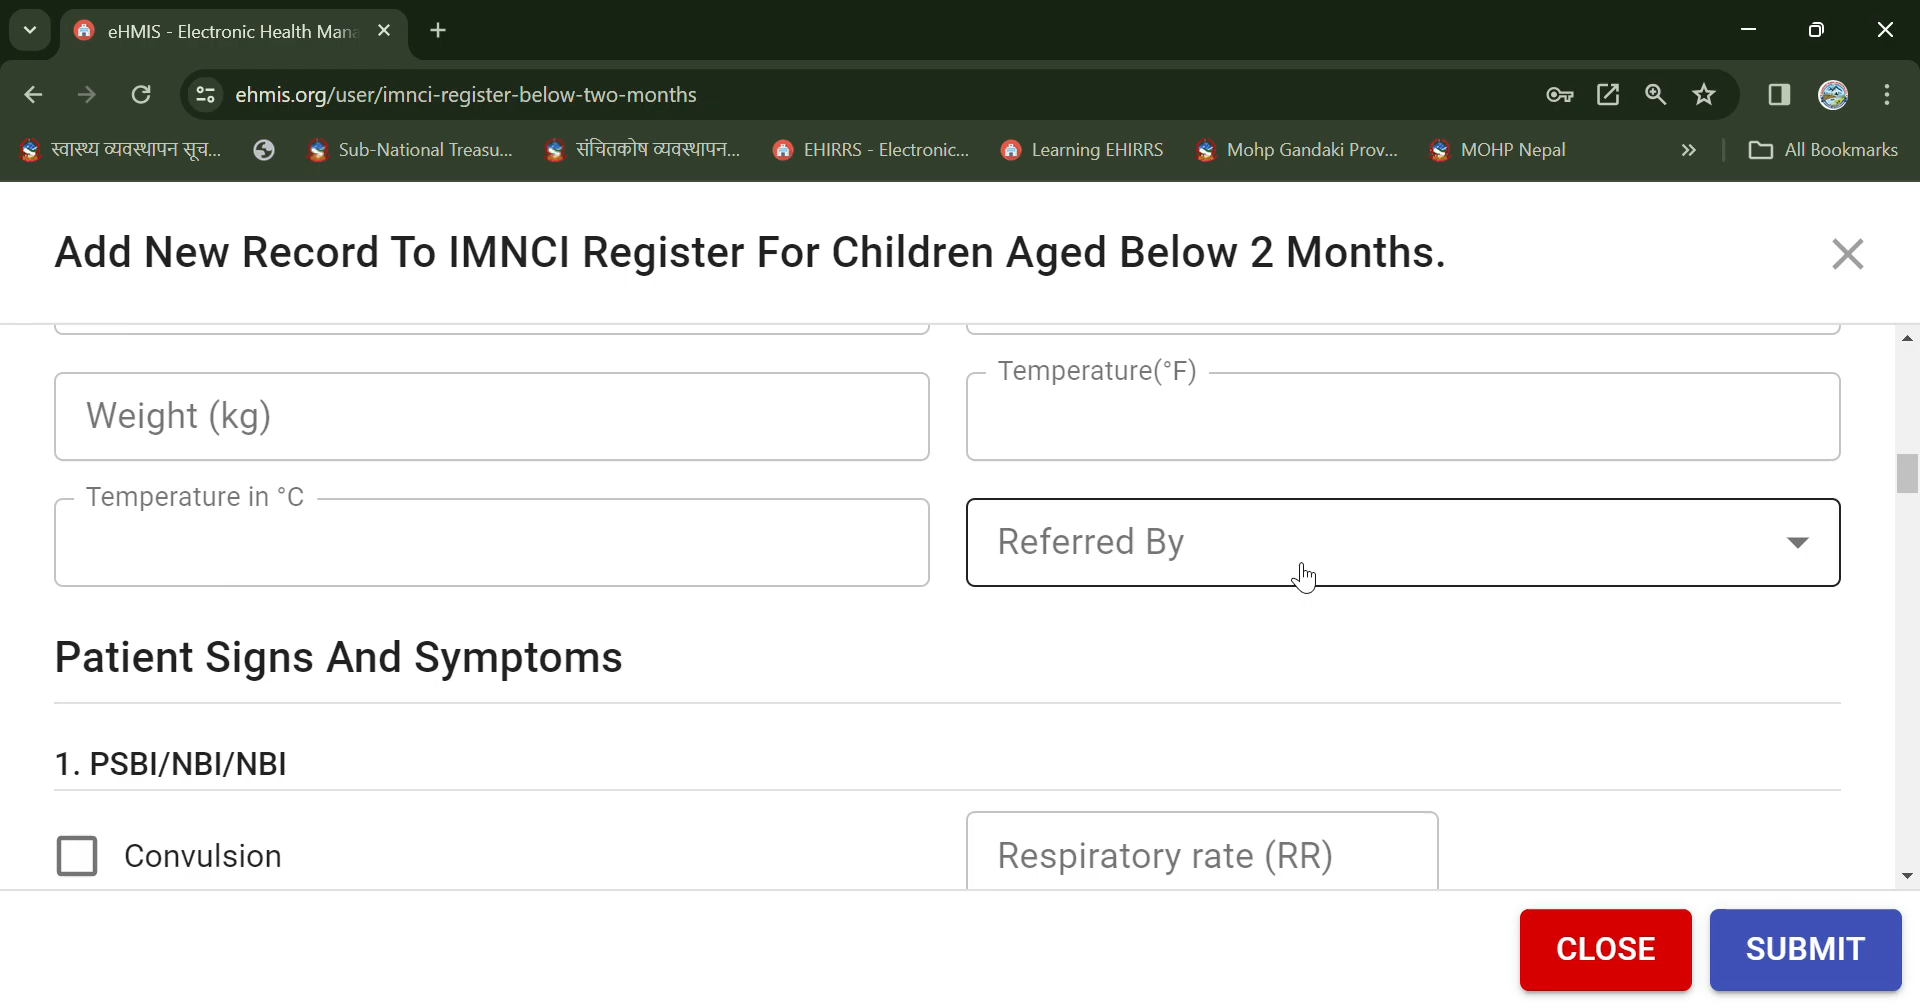 eHMIS - Electronic Health Mana
ehmis.org/user/imnci-register-below-two-months
स्वास्थ्य व्यवस्थापन सूच... Sub-National Treasu... संचितकोष व्यवस्थापन... EHIRRS - Electronic... Learning EHIRRS Mohp Gandaki Prov... MOHP Nepal » All Bookmarks
Add New Record To IMNCI Register For Children Aged Below 2 Months.
Weight (kg) Temperature(°F)
Temperature in °C Referred By
Patient Signs And Symptoms
1. PSBI/NBI/NBI
Convulsion Respiratory rate (RR)
CLOSE SUBMIT